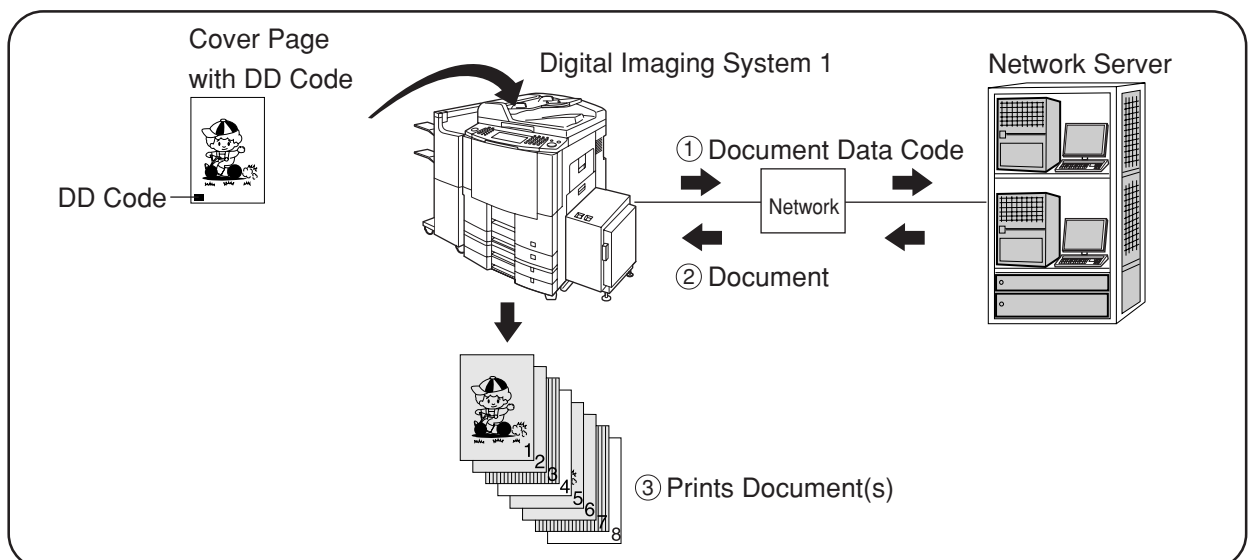 Cover Page
with DD Code
DD Code
Digital Imaging System 1
Network Server
① Document Data Code
Network
② Document
1
2
3
4
5
6
7
8
③ Prints Document(s)